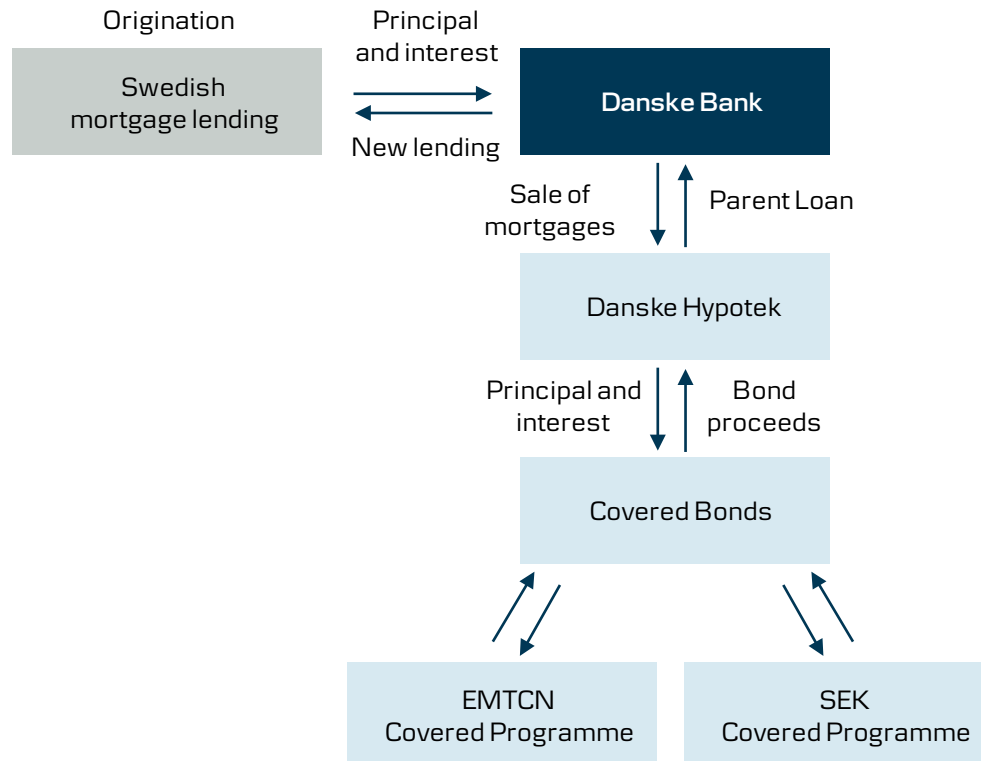 Origination
Principal
and interest
Swedish
mortgage lending
Danske Bank
New lending
Sale of
mortgages
Parent Loan
Danske Hypotek
Principal and
interest
Bond
proceeds
Covered Bonds
EMTCN
Covered Programme
SEK
Covered Programme